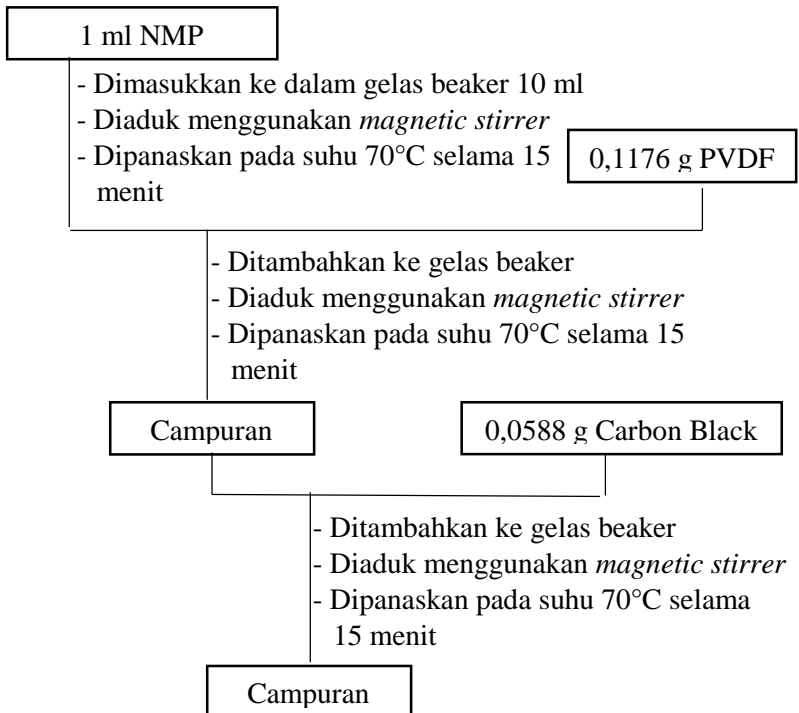 1 ml NMP
- Dimasukkan ke dalam gelas beaker 10 ml
- Diaduk menggunakan magnetic stirrer
- Dipanaskan pada suhu 70°C selama 15
menit
0,1176 g PVDF
- Ditambahkan ke gelas beaker
- Diaduk menggunakan magnetic stirrer
- Dipanaskan pada suhu 70°C selama 15
menit
Campuran
0,0588 g Carbon Black
- Ditambahkan ke gelas beaker
- Diaduk menggunakan magnetic stirrer
- Dipanaskan pada suhu 70°C selama
15 menit
Campuran